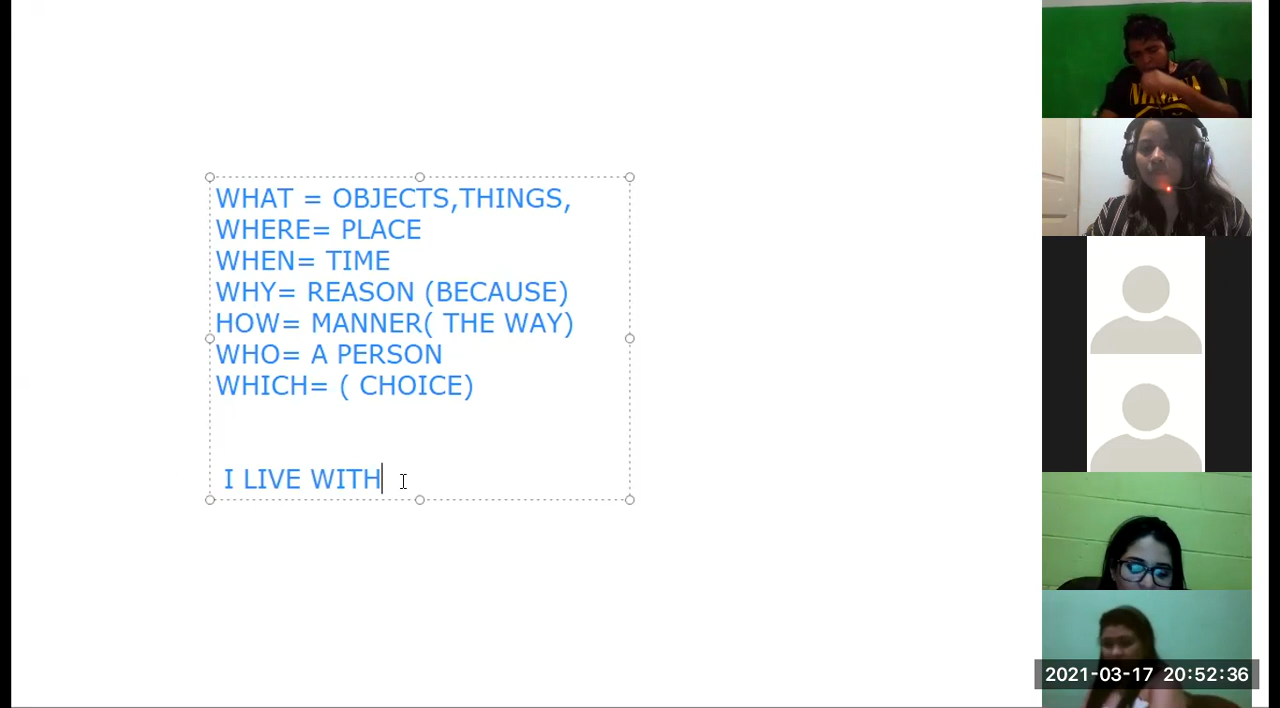 WHAT = OBJECTS,THINGS,
WHERE= PLACE
WHEN= TIME
WHY= REASON (BECAUSE)
HOW= MANNER( THE WAY)
WHO= A PERSON
WHICH= ( CHOICE)
I LIVE WITH
NIRVANA
2021-03-17 20:52:36